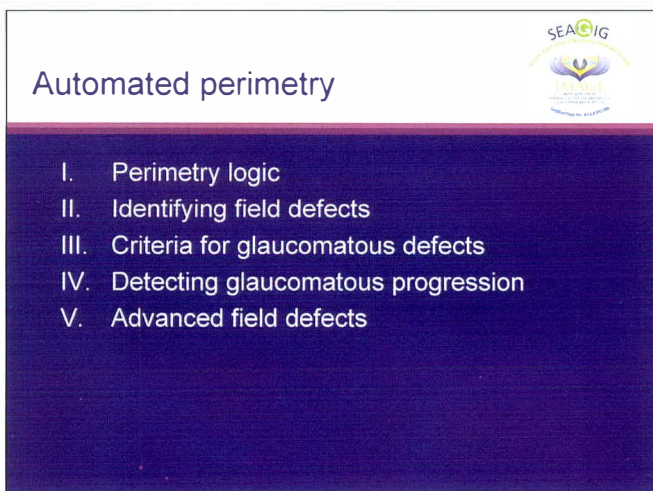 SEAGIG
Automated perimetry
IMAGE
I. Perimetry logic
II. Identifying field defects
III. Criteria for glaucomatous defects
IV. Detecting glaucomatous progression
V. Advanced field defects